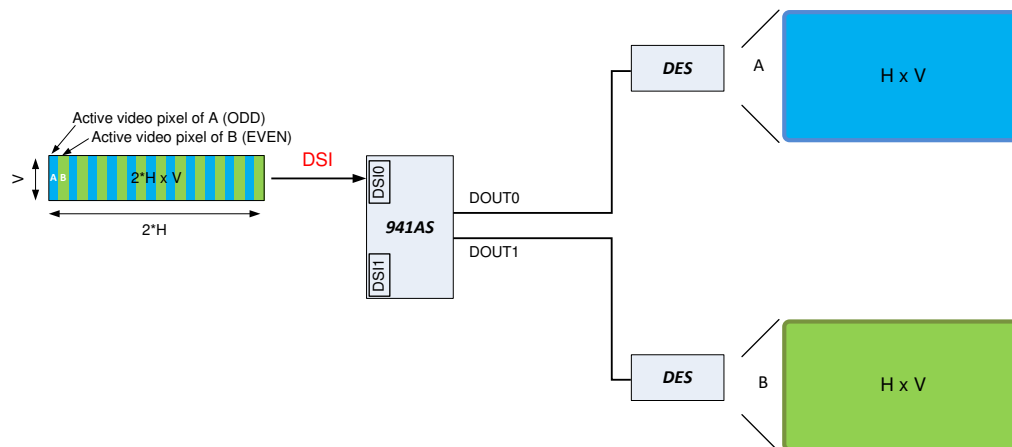 Active video pixel of A (ODD)
Active video pixel of B (EVEN)
V
A B
2*H x V
2*H
DSI
DSI0
941AS
DSI1
DOUT0
DOUT1
DES
A
H x V
DES
B
H x V